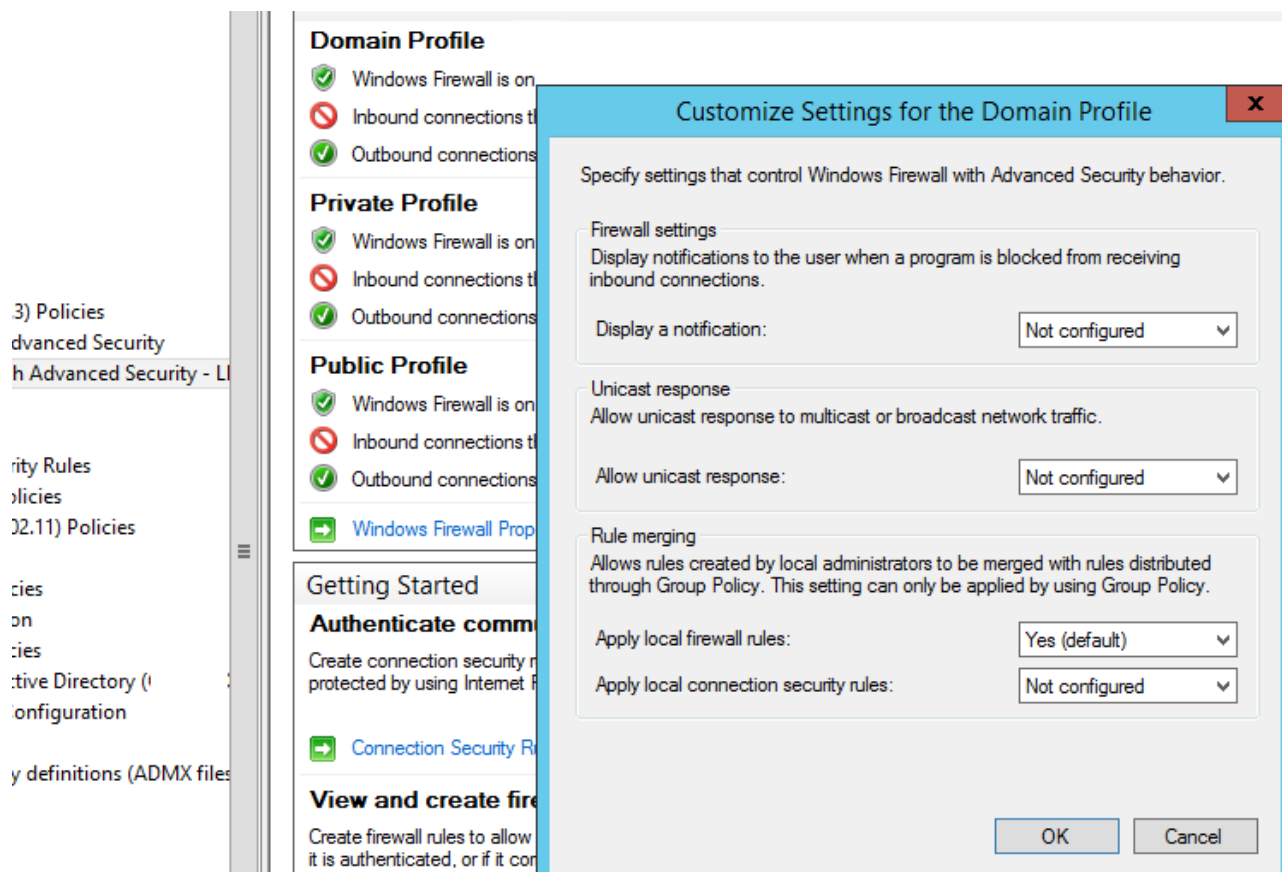 .3) Policies
dvanced Security
h Advanced Security - LI
rity Rules
olicies
02.11) Policies
cies
on
cies
ctive Directory (
Configuration
y definitions (ADMX files
Domain Profile
Windows Firewall is on
Inbound connections th
Outbound connections
Private Profile
Windows Firewall is on
Inbound connections th
Outbound connections
Public Profile
Windows Firewall is on
Inbound connections th
Outbound connections
Windows Firewall Prop
Getting Started
Authenticate commu
Create connection security r
protected by using Internet P
Connection Security Ru
View and create fire
Create firewall rules to allow
it is authenticated, or if it con
Customize Settings for the Domain Profile
x
Specify settings that control Windows Firewall with Advanced Security behavior.
Firewall settings
Display notifications to the user when a program is blocked from receiving
inbound connections.
Display a notification: Not configured
Unicast response
Allow unicast response to multicast or broadcast network traffic.
Allow unicast response: Not configured
Rule merging
Allows rules created by local administrators to be merged with rules distributed
through Group Policy. This setting can only be applied by using Group Policy.
Apply local firewall rules: Yes (default)
Apply local connection security rules: Not configured
OK Cancel